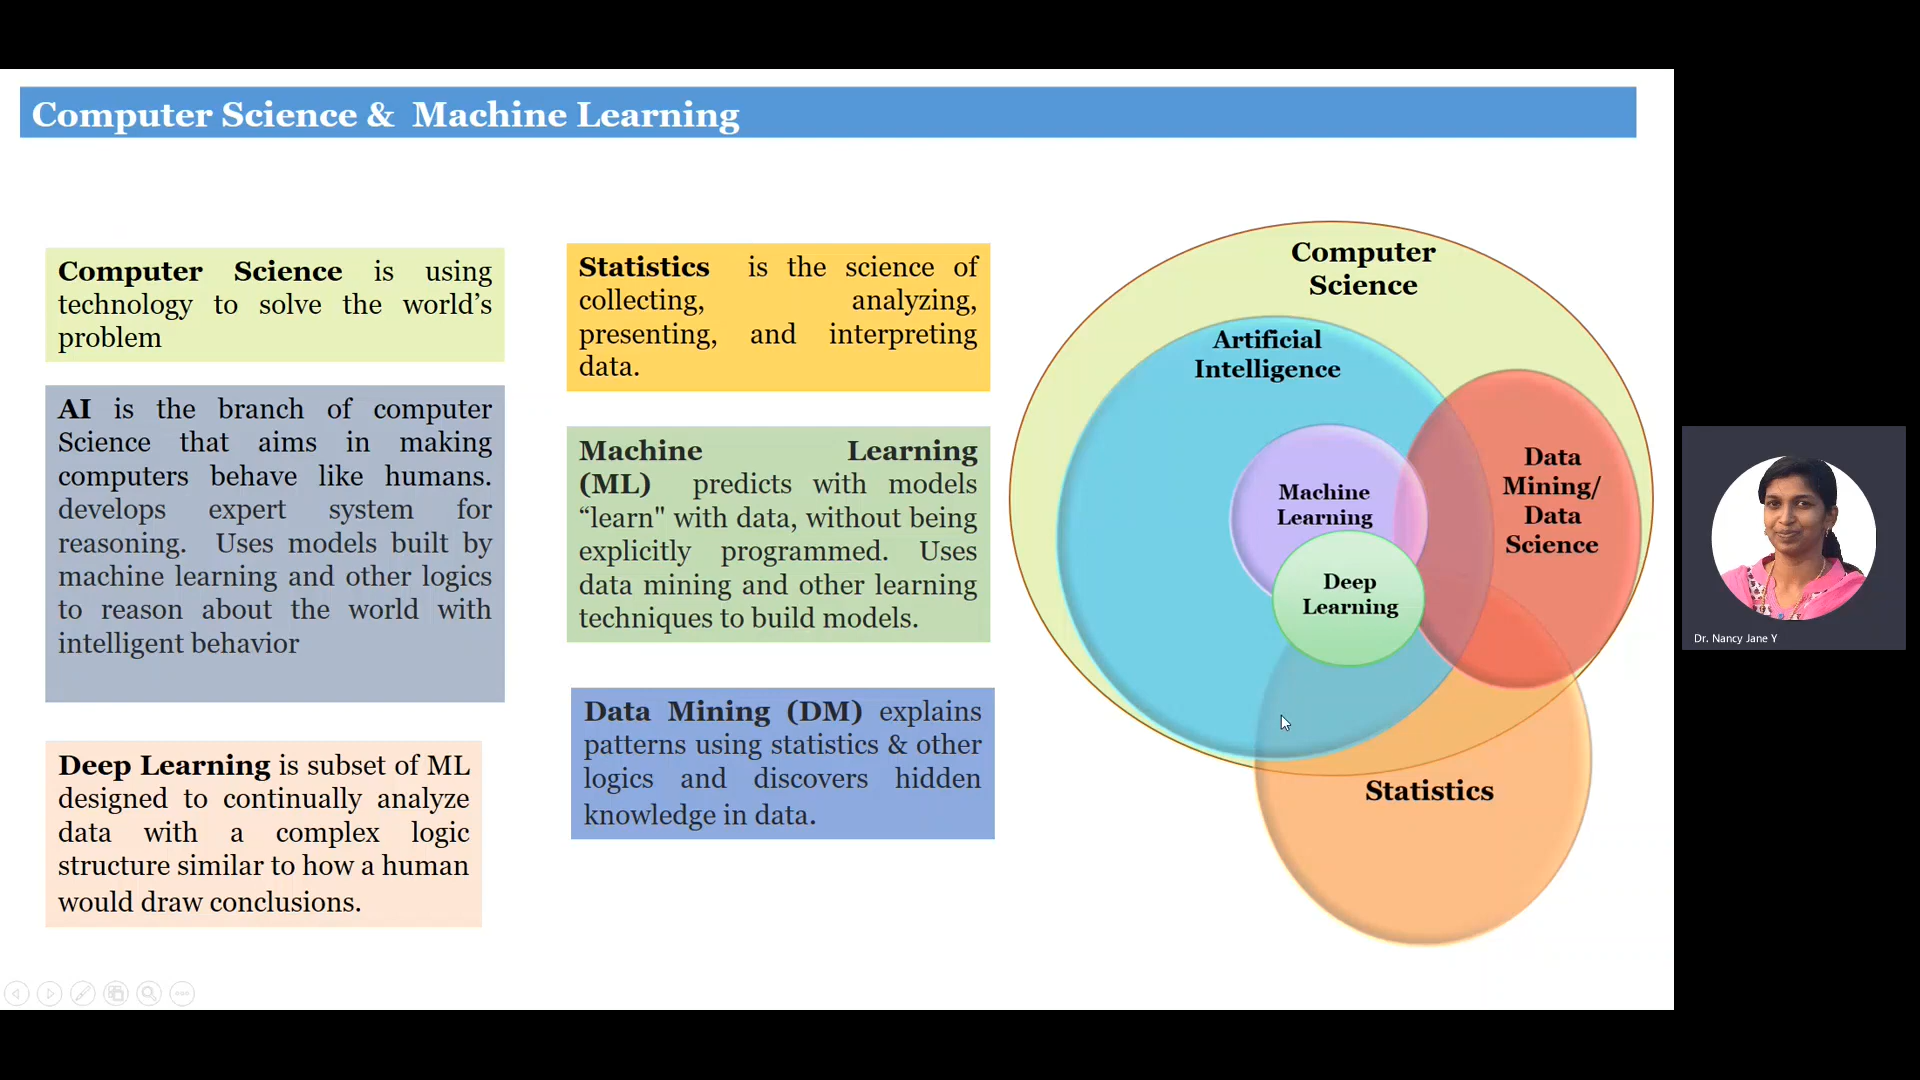 Computer Science & Machine Learning
Computer Science is using
technology to solve the world’s
problem
AI is the branch of computer
Science that aims in making
computers behave like humans.
develops expert system for
reasoning. Uses models built by
machine learning and other logics
to reason about the world with
intelligent behavior
Deep Learning is subset of ML
designed to continually analyze
data with a complex logic
structure similar to how a human
would draw conclusions.
Statistics is the science of
collecting, analyzing,
presenting, and interpreting
data.
Machine Learning
(ML) predicts with models
“learn" with data, without being
explicitly programmed. Uses
data mining and other learning
techniques to build models.
Data Mining (DM) explains
patterns using statistics & other
logics and discovers hidden
knowledge in data.
Computer
Science
Artificial
Intelligence
Machine
Learning
Deep
Learning
Data
Mining/
Data
Science
Statistics
Dr. Nancy Jane Y